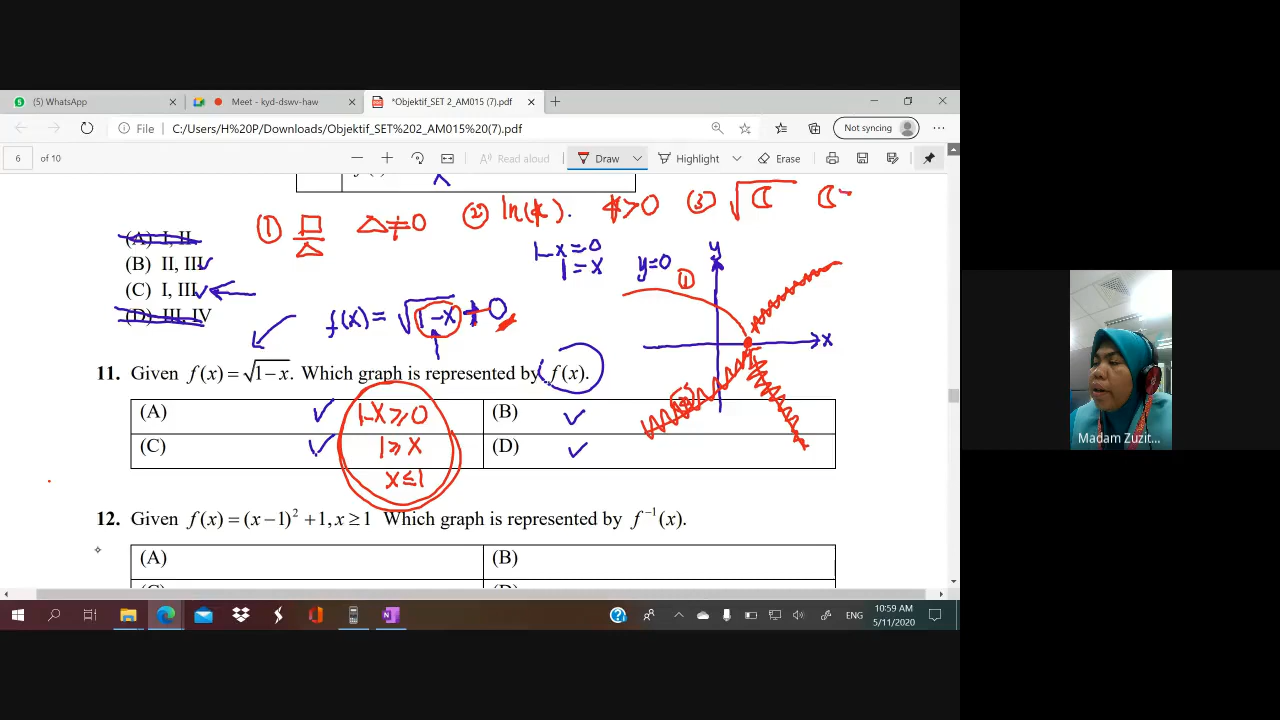 (5) WhatsApp
Meet - kyd-dswv-haw
*Objektif_SET 2_AM015 (7).pdf
File
C:/Users/H%20P/Downloads/Objektif_SET%202_AM015%20(7).pdf
Not syncing
6 of 10
Read aloud
Draw
Highlight
Erase
① □/△ △≠0 ② ln(*). *>0 ③
(A) I, II
(B) II, III
(C) I, III
(D) III, IV
1-x=0
1=x
y=0
①
y
x
f(x) = √1-x + 0
11. Given f(x) = √1−x. Which graph is represented by f(x).
(A) (B)
(C) (D)
1-x ≥ 0
1 ≥ x
x ≤ 1
12. Given f(x) = (x−1)² + 1, x ≥ 1 Which graph is represented by f⁻¹(x).
(A) (B)
Madam Zuzit...
ENG
10:59 AM
5/11/2020